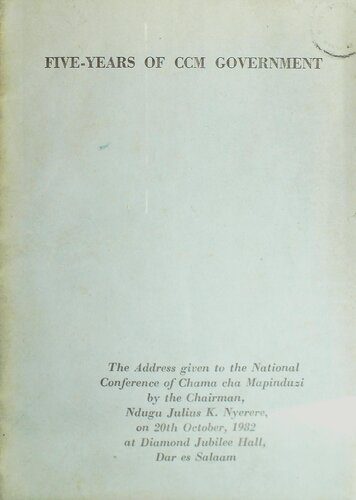 FIVE-YEARS OF CCM GOVERNMENT
The Address given to the National
Conference of Chama cha Mapinduzi
by the Chairman,
Ndugu Julius K. Nyerere,
on 20th October, 1982
at Diamond Jubilee Hall,
Dar es Salaam